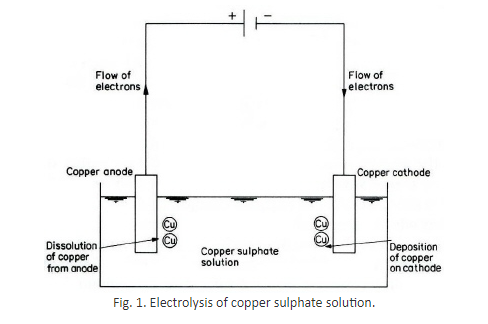 + −
Flow of
electrons
Flow of
electrons
Copper anode
Copper cathode
Cu
Cu
Cu
Cu
Dissolution
of copper
from anode
Copper sulphate
solution
Deposition
of copper
on cathode
Fig. 1. Electrolysis of copper sulphate solution.